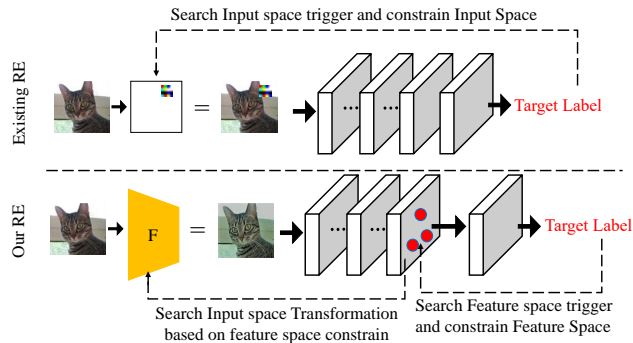 Search Input space trigger and constrain Input Space
Existing RE
...
...
=
Target Label
Our RE
F
=
...
...
Target Label
Search Input space Transformation
based on feature space constrain
Search Feature space trigger
and constrain Feature Space